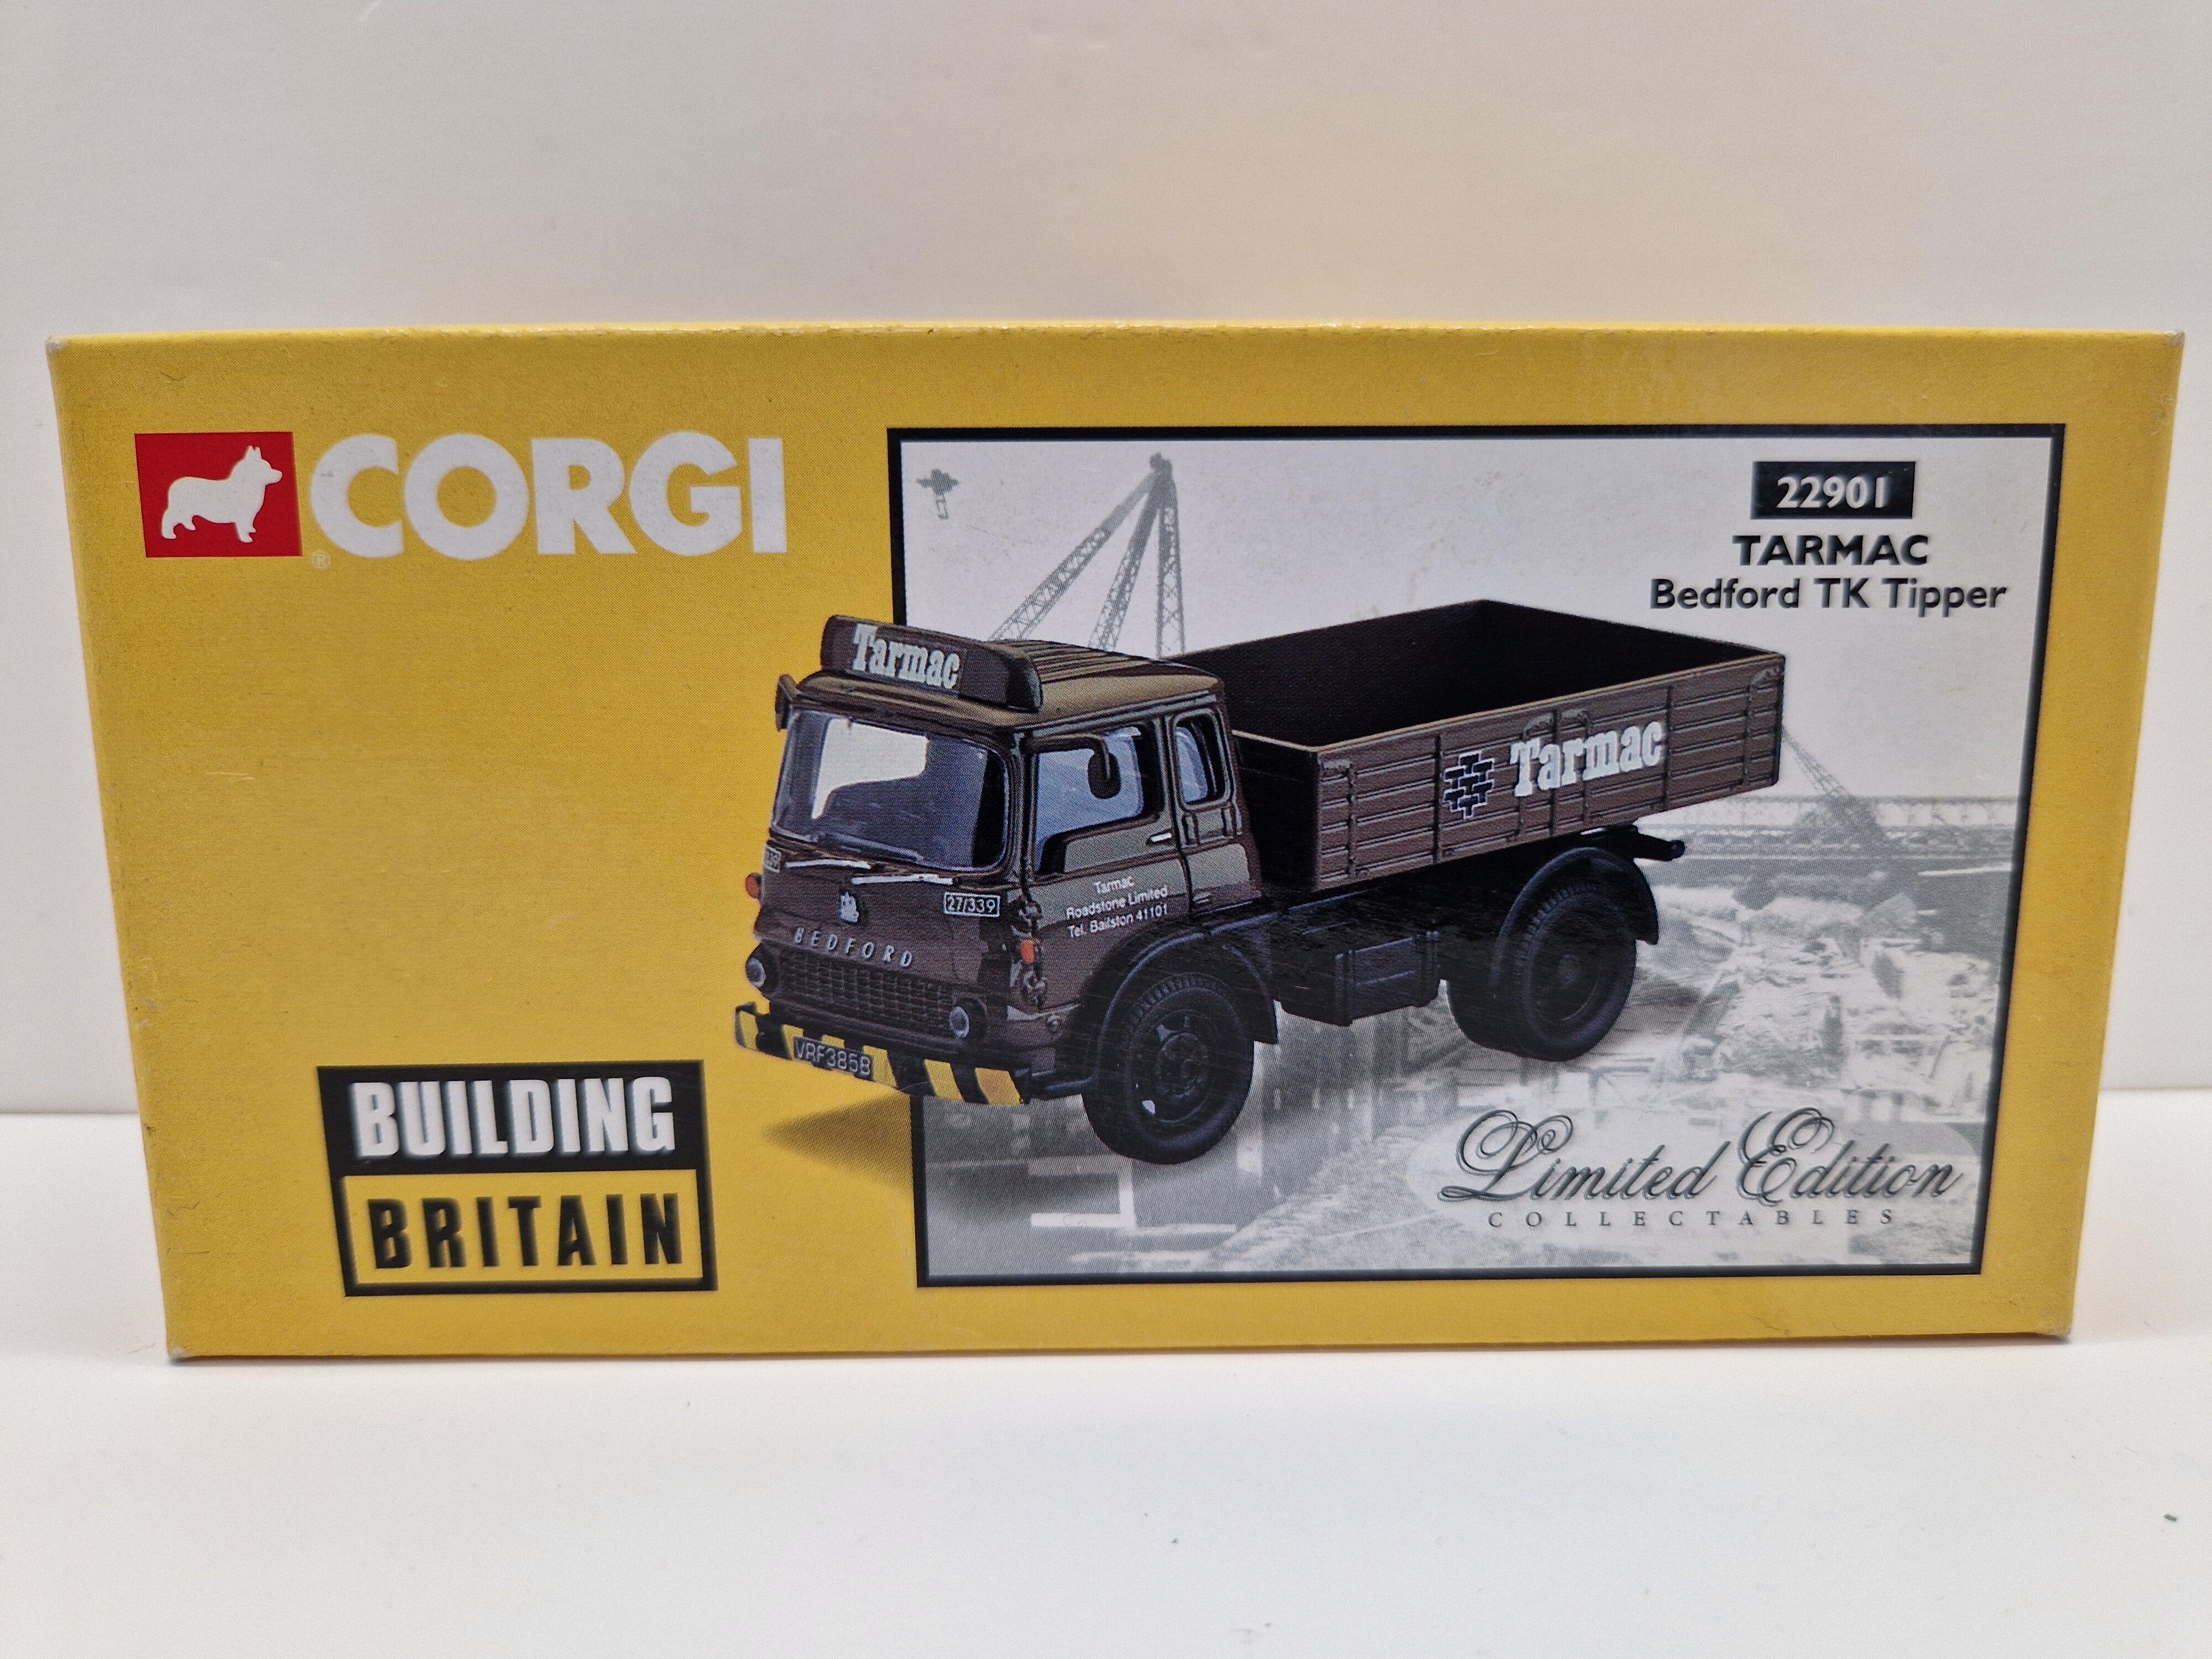 CORGI
®
22901
TARMAC
Bedford TK Tipper
Tarmac
Tarmac
27/339
Tarmac
Roadstone Limited
Tel. Bailston 41101
BEDFORD
VRF385B
BUILDING
BRITAIN
Limited Edition
COLLECTABLES